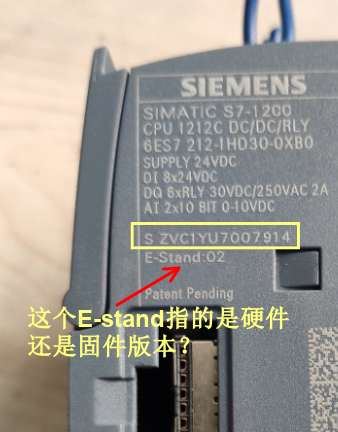 SIEMENS
SIMATIC S7-1200
CPU 1212C DC/DC/RLY
6ES7 212-1HD30-0XB0
SUPPLY 24VDC
DI 8x24VDC
DQ 6xRLY 30VDC/250VAC 2A
AI 2x10 BIT 0-10VDC
S ZVC1YU7007914
E-Stand:02
Patent Pending
这个E-stand指的是硬件
还是固件版本？